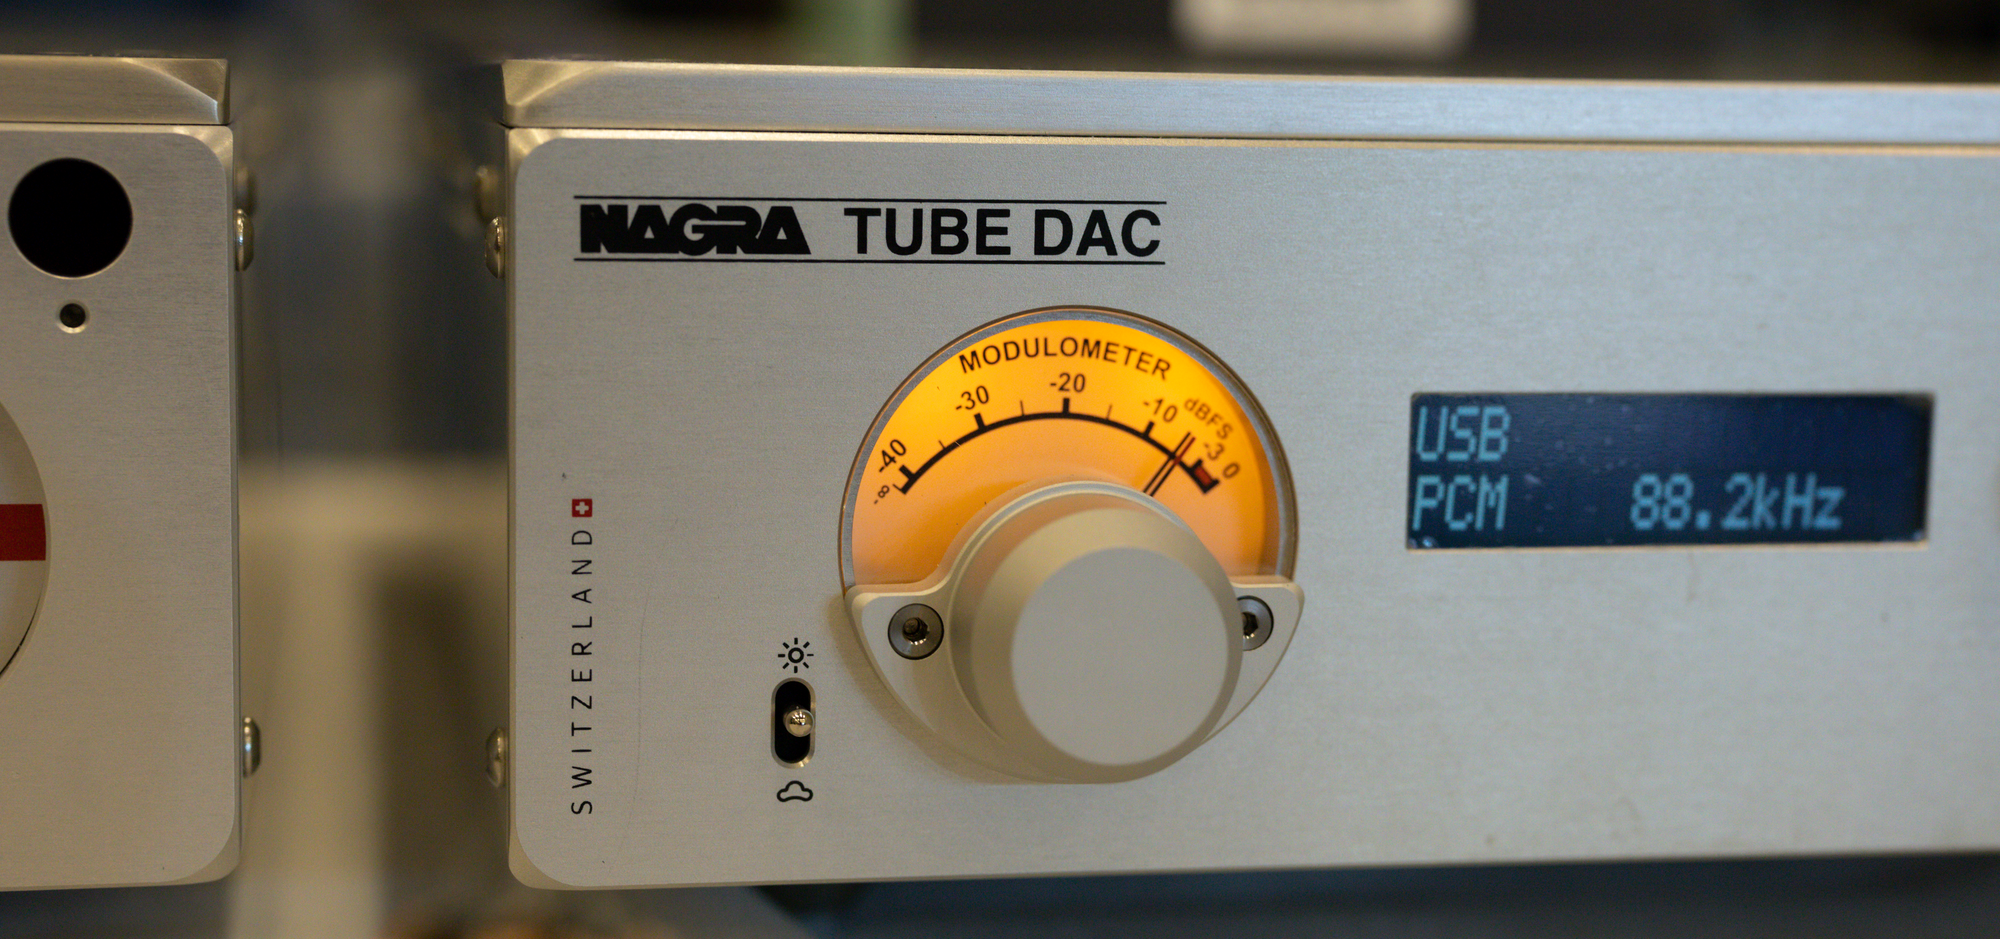 NAGRA TUBE DAC
MODULOMETER
-∞ -40 -30 -20 -10 -3 0
dBFS
USB
PCM 88.2kHz
SWITZERLAND